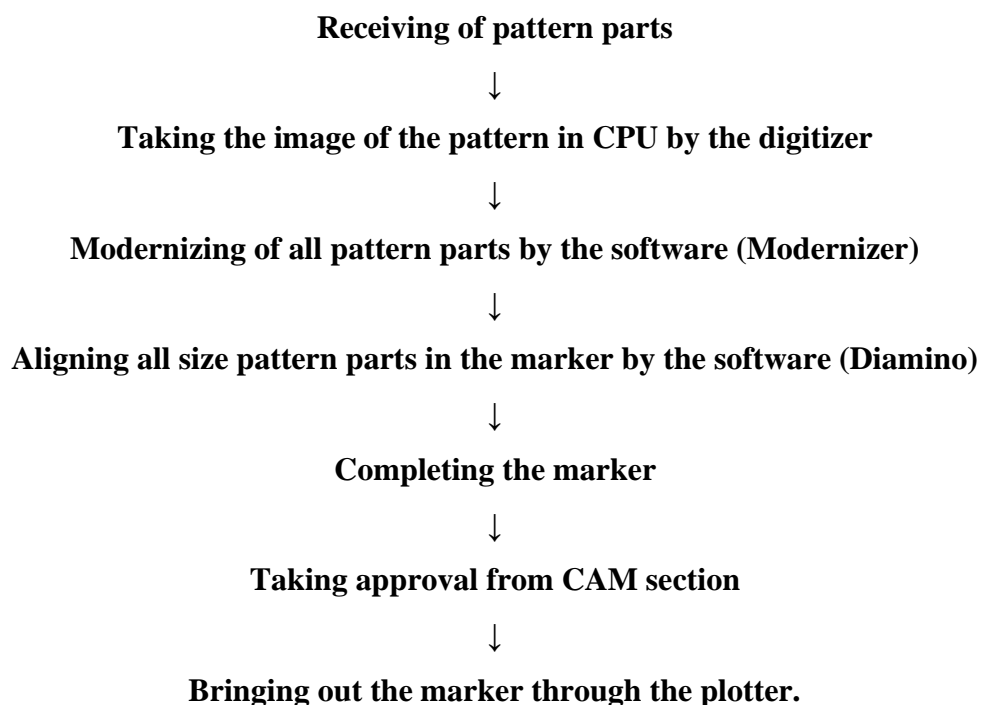 Receiving of pattern parts
↓
Taking the image of the pattern in CPU by the digitizer
↓
Modernizing of all pattern parts by the software (Modernizer)
↓
Aligning all size pattern parts in the marker by the software (Diamino)
↓
Completing the marker
↓
Taking approval from CAM section
↓
Bringing out the marker through the plotter.